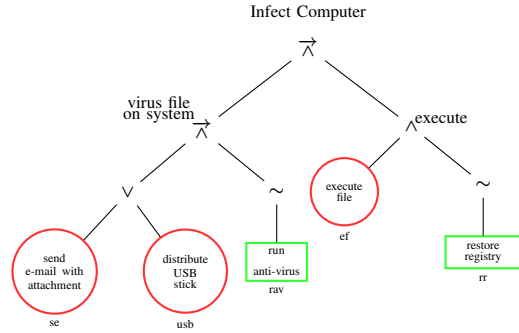 Infect Computer
virus file
on system
execute
execute
file
ef
send
e-mail with
attachment
se
distribute
USB
stick
usb
run
anti-virus
rav
restore
registry
rr